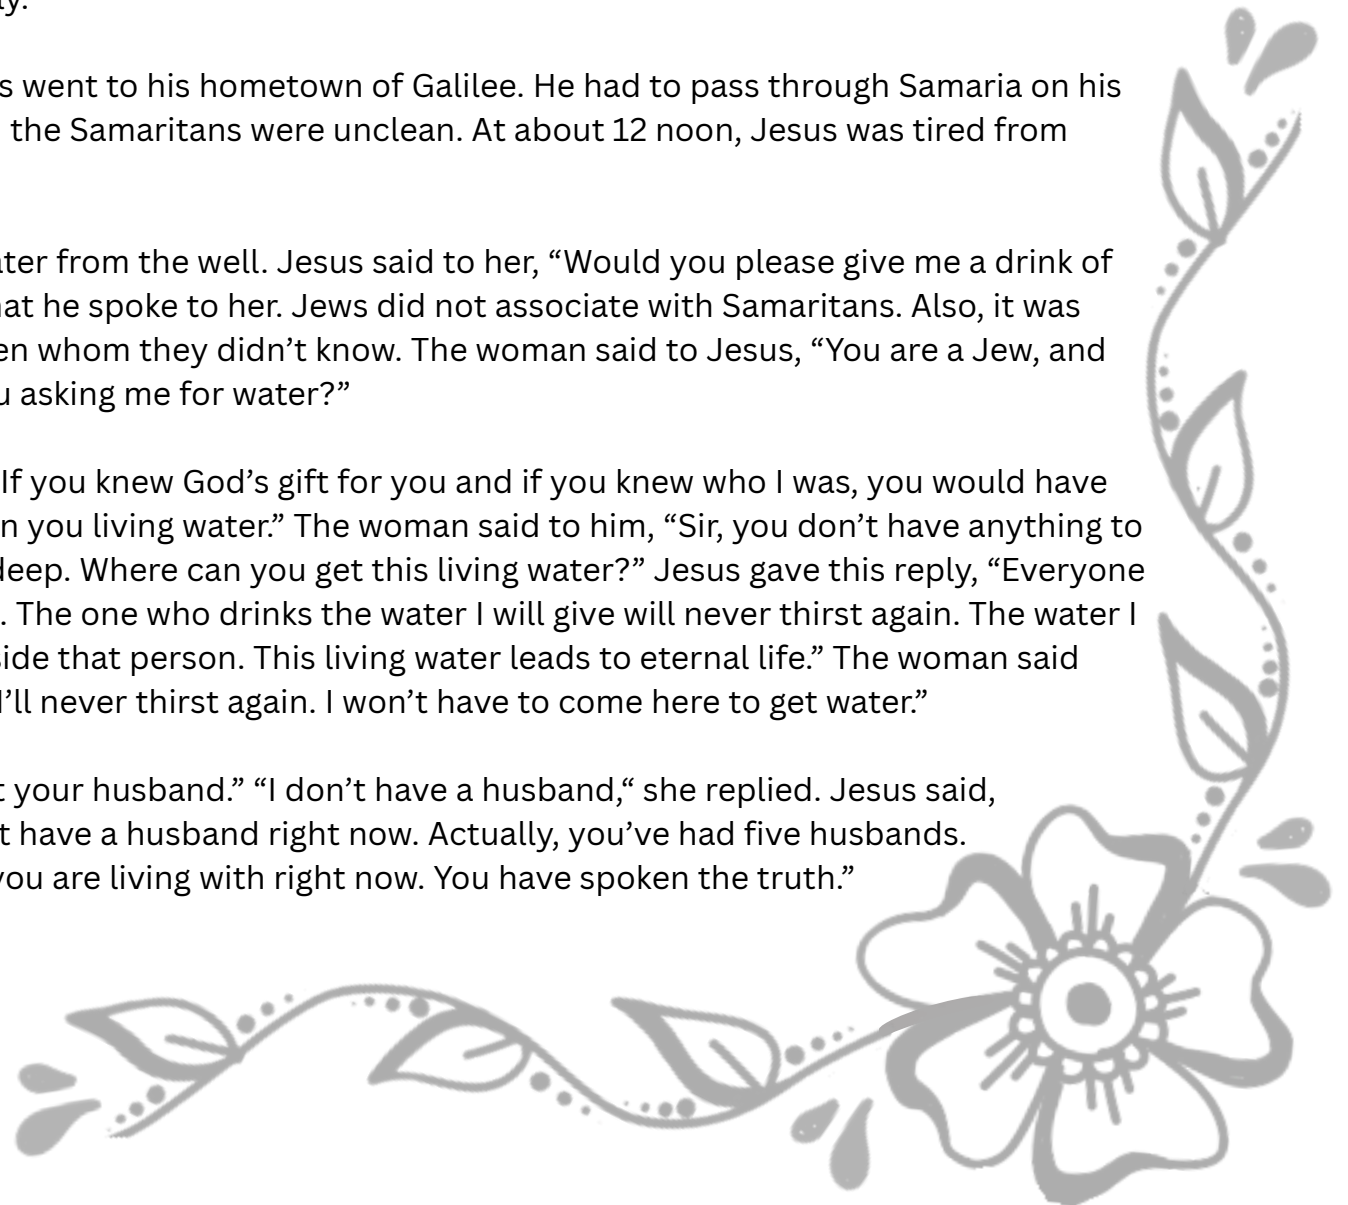 went to his hometown of Galilee. He had to pass through Samaria on his
the Samaritans were unclean. At about 12 noon, Jesus was tired from
from the well. Jesus said to her, “Would you please give me a drink of
he spoke to her. Jews did not associate with Samaritans. Also, it was
whom they didn’t know. The woman said to Jesus, “You are a Jew, and
asking me for water?”
If you knew God’s gift for you and if you knew who I was, you would have
you living water.” The woman said to him, “Sir, you don’t have anything to
deep. Where can you get this living water?” Jesus gave this reply, “Everyone
. The one who drinks the water I will give will never thirst again. The water I
that person. This living water leads to eternal life.” The woman said
I’ll never thirst again. I won’t have to come here to get water.”
your husband.” “I don’t have a husband,“ she replied. Jesus said,
have a husband right now. Actually, you’ve had five husbands.
you are living with right now. You have spoken the truth.”